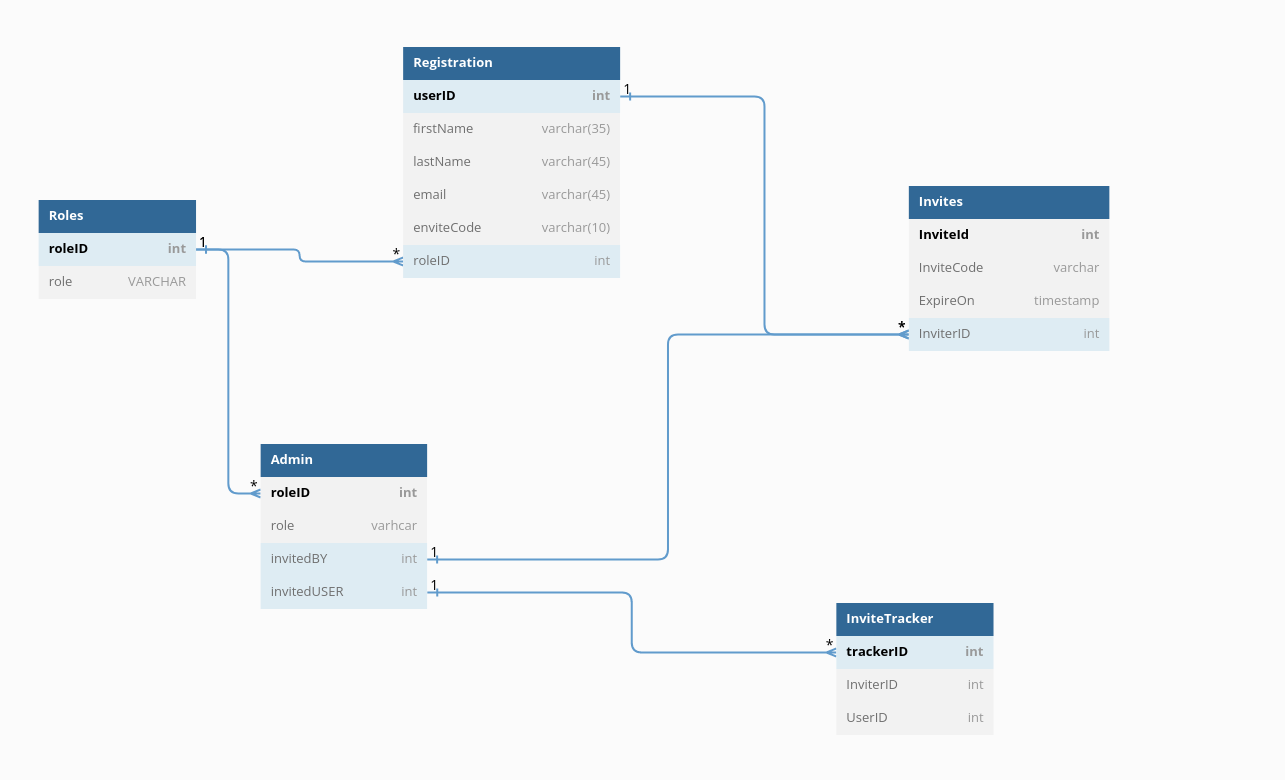 Registration
userID int
firstName varchar(35)
lastName varchar(45)
email varchar(45)
enviteCode varchar(10)
roleID int
1
*
Roles
roleID int
role VARCHAR
1
Invites
InviteId int
InviteCode varchar
ExpireOn timestamp
InviterID int
*
Admin
roleID int
role varhcar
invitedBY int
invitedUSER int
*
1
1
InviteTracker
trackerID int
InviterID int
UserID int
*